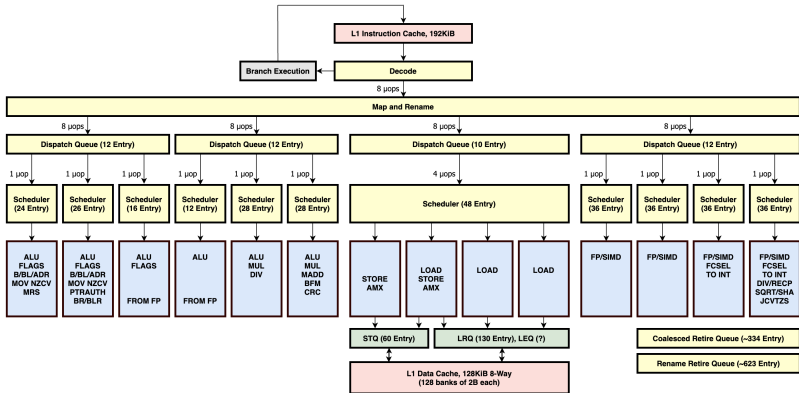 L1 Instruction Cache, 192KiB
Branch Execution
Decode
8 μops
Map and Rename
8 μops
8 μops
8 μops
8 μops
Dispatch Queue (12 Entry)
Dispatch Queue (12 Entry)
Dispatch Queue (10 Entry)
Dispatch Queue (12 Entry)
1 μop
1 μop
1 μop
1 μop
1 μop
1 μop
4 μops
1 μop
1 μop
1 μop
1 μop
Scheduler
(24 Entry)
Scheduler
(26 Entry)
Scheduler
(16 Entry)
Scheduler
(12 Entry)
Scheduler
(28 Entry)
Scheduler
(28 Entry)
Scheduler (48 Entry)
Scheduler
(36 Entry)
Scheduler
(36 Entry)
Scheduler
(36 Entry)
Scheduler
(36 Entry)
ALU
FLAGS
B/BL/ADR
MOV NZCV
MRS
ALU
FLAGS
B/BL/ADR
MOV NZCV
PTRAUTH
BR/BLR
ALU
FLAGS
FROM FP
ALU
FROM FP
ALU
MUL
DIV
ALU
MUL
MADD
BFM
CRC
STORE
AMX
LOAD
STORE
AMX
LOAD
LOAD
FP/SIMD
FP/SIMD
FP/SIMD
FCSEL
TO INT
FP/SIMD
FCSEL
TO INT
DIV/RECP
SQRT/SHA
JCVTZS
STQ (60 Entry)
LRQ (130 Entry), LEQ (?)
Coalesced Retire Queue (~334 Entry)
Rename Retire Queue (~623 Entry)
L1 Data Cache, 128KiB 8-Way
(128 banks of 2B each)